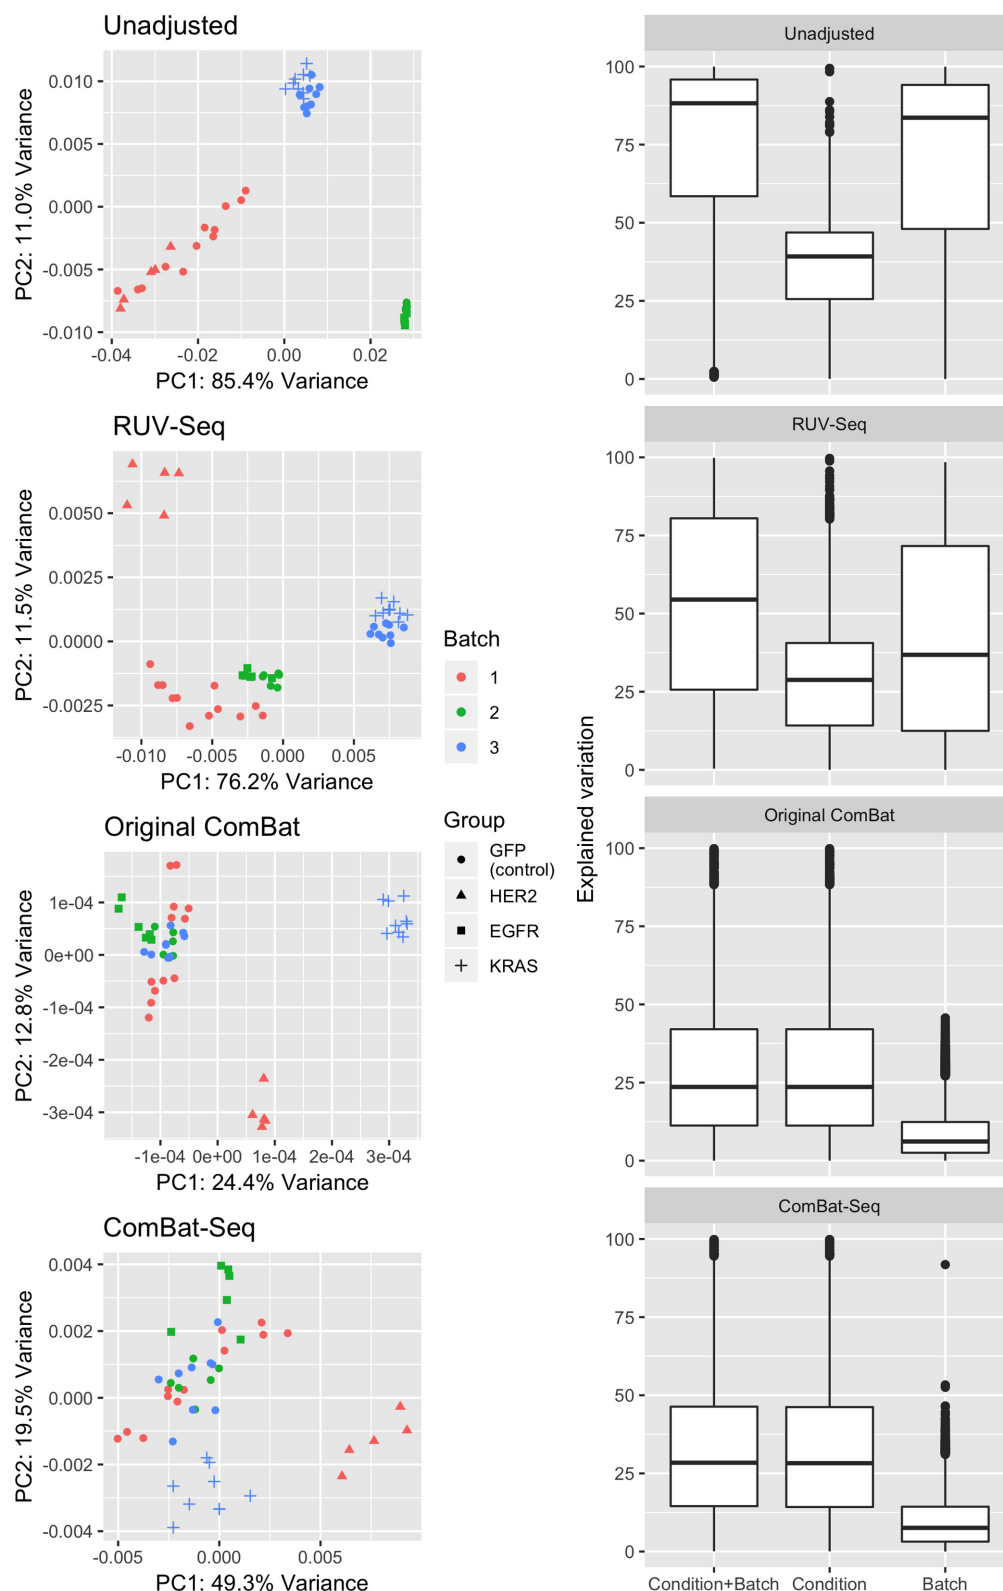 Unadjusted
0.010
0.005
0.000
-0.005
-0.010
-0.04 -0.02 0.00 0.02
PC1: 85.4% Variance
PC2: 11.0% Variance
RUV-Seq
0.0050
0.0025
0.0000
-0.0025
-0.010 -0.005 0.000 0.005
PC1: 76.2% Variance
PC2: 11.5% Variance
Original ComBat
1e-04
0e+00
-1e-04
-2e-04
-3e-04
-1e-04 0e+00 1e-04 2e-04 3e-04
PC1: 24.4% Variance
PC2: 12.8% Variance
ComBat-Seq
0.004
0.002
0.000
-0.002
-0.004
-0.005 0.000 0.005
PC1: 49.3% Variance
PC2: 19.5% Variance
Batch
1
2
3
Group
GFP
(control)
HER2
EGFR
KRAS
Explained variation
Unadjusted
100
75
50
25
0
RUV-Seq
100
75
50
25
0
Original ComBat
100
75
50
25
0
ComBat-Seq
100
75
50
25
0
Condition+Batch Condition Batch